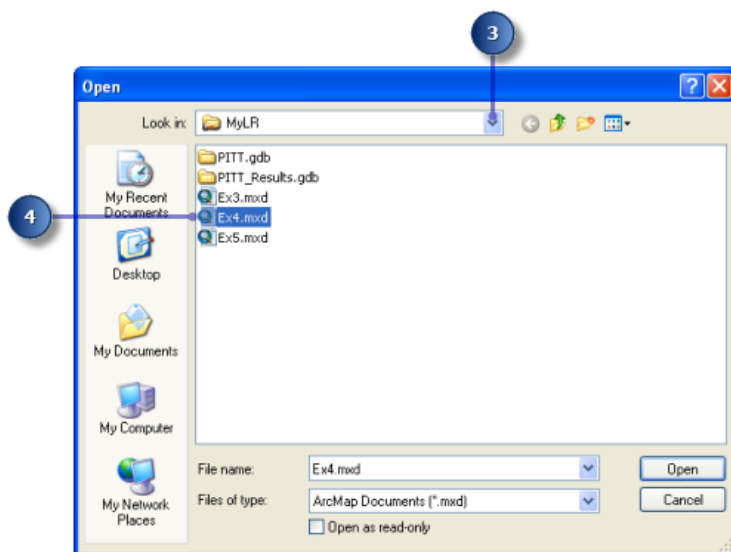 3
Open
Look in:
MyLR
PITT.gdb
PITT_Results.gdb
Ex3.mxd
4
Ex4.mxd
Ex5.mxd
My Recent
Documents
Desktop
My Documents
My Computer
My Network
Places
File name:
Ex4.mxd
Open
Files of type:
ArcMap Documents (*.mxd)
Cancel
Open as read-only